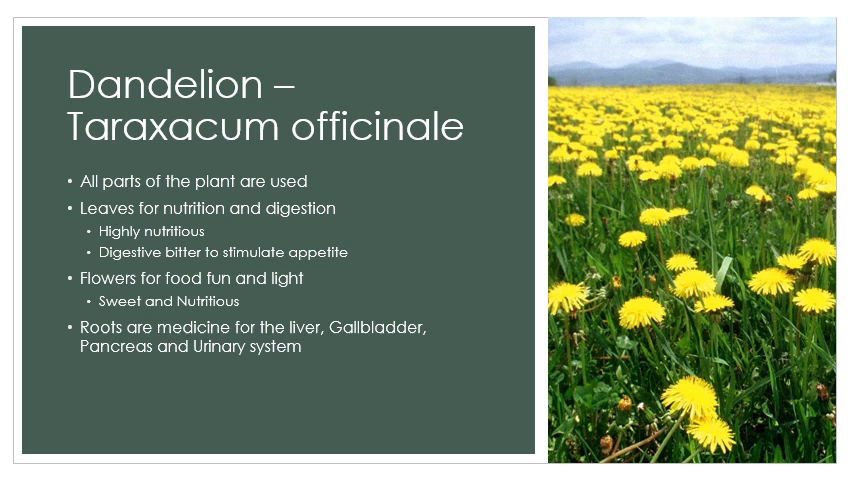 Dandelion –
Taraxacum officinale
• All parts of the plant are used
• Leaves for nutrition and digestion
• Highly nutritious
• Digestive bitter to stimulate appetite
• Flowers for food fun and light
• Sweet and Nutritious
• Roots are medicine for the liver, Gallbladder,
Pancreas and Urinary system